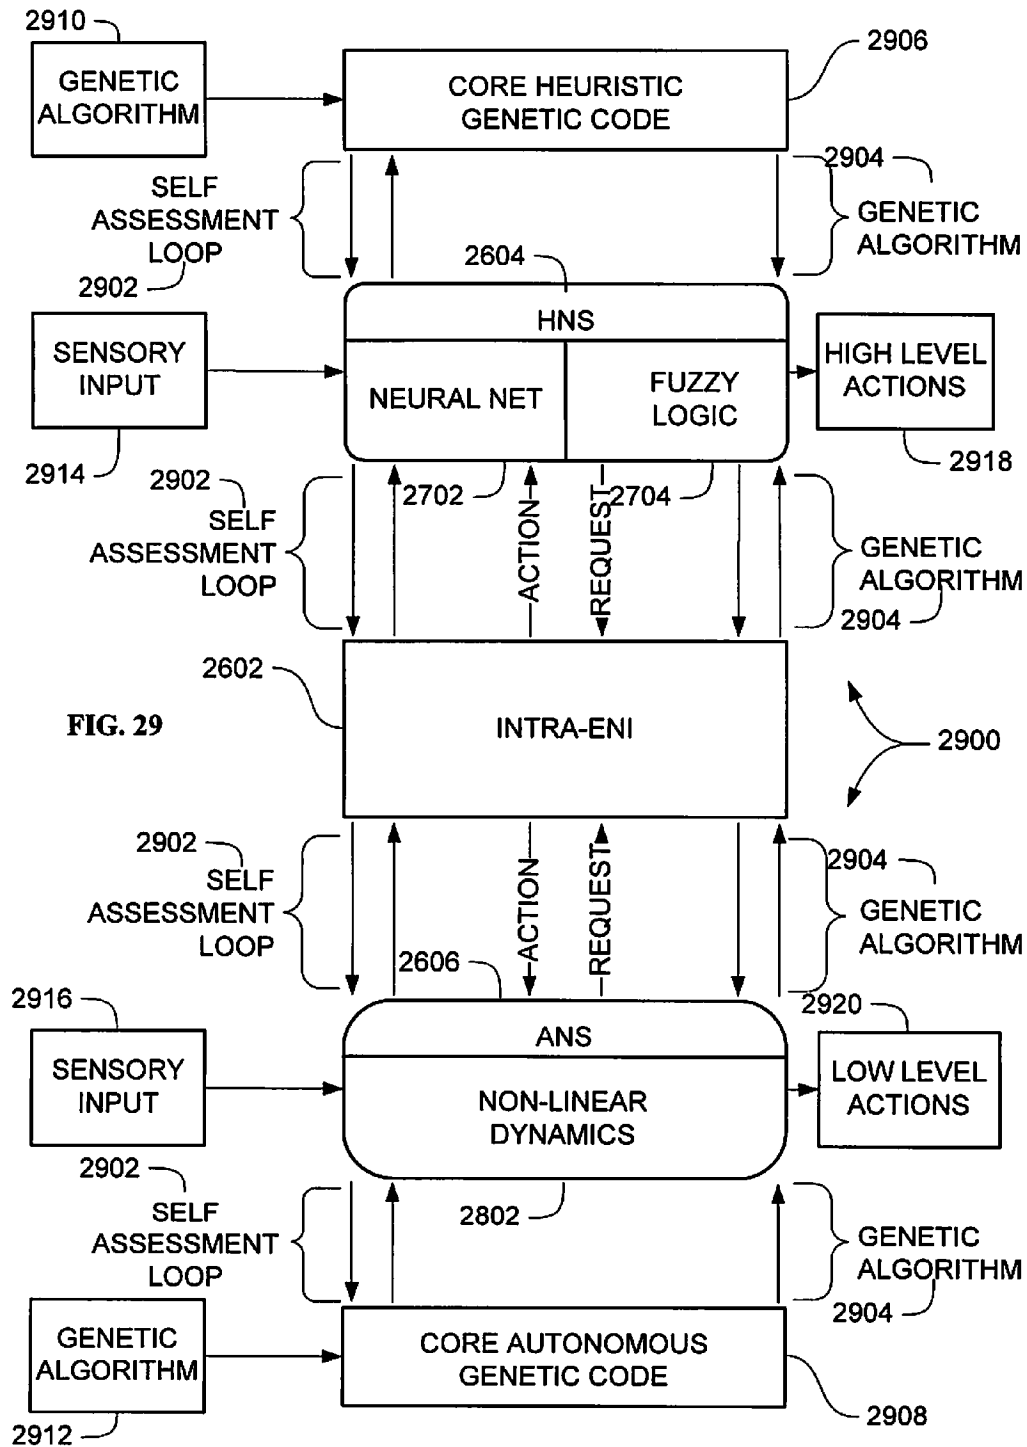 2910
GENETIC
ALGORITHM
CORE HEURISTIC
GENETIC CODE
2906
SELF
ASSESSMENT
LOOP
2902
2904
GENETIC
ALGORITHM
2604
HNS
SENSORY
INPUT
NEURAL NET
FUZZY
LOGIC
HIGH LEVEL
ACTIONS
2914
2918
2902
SELF
ASSESSMENT
LOOP
2702
2704
ACTION
REQUEST
GENETIC
ALGORITHM
2904
2602
INTRA-ENI
FIG. 29
2900
2902
SELF
ASSESSMENT
LOOP
ACTION
REQUEST
2904
GENETIC
ALGORITHM
2606
2916
2920
SENSORY
INPUT
ANS
NON-LINEAR
DYNAMICS
LOW LEVEL
ACTIONS
2902
SELF
ASSESSMENT
LOOP
2802
GENETIC
ALGORITHM
2904
GENETIC
ALGORITHM
CORE AUTONOMOUS
GENETIC CODE
2912
2908